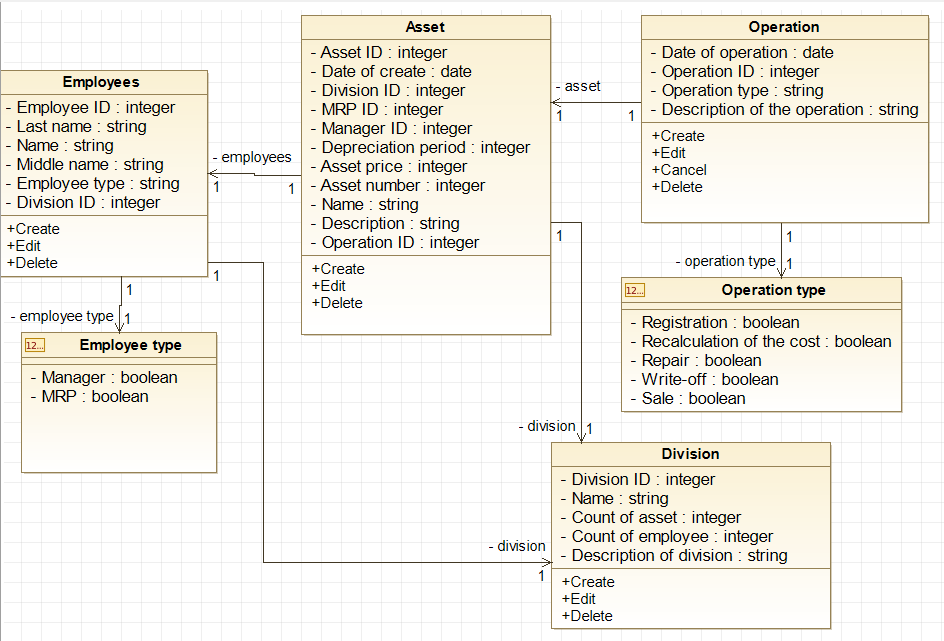 Employees
- Employee ID : integer
- Last name : string
- Name : string
- Middle name : string
- Employee type : string
- Division ID : integer
+Create
+Edit
+Delete
- employees
1
1
1
1
- employee type
1
12...
Employee type
- Manager : boolean
- MRP : boolean
Asset
- Asset ID : integer
- Date of create : date
- Division ID : integer
- MRP ID : integer
- Manager ID : integer
- Depreciation period : integer
- Asset price : integer
- Asset number : integer
- Name : string
- Description : string
- Operation ID : integer
+Create
+Edit
+Delete
- asset
1
1
1
Operation
- Date of operation : date
- Operation ID : integer
- Operation type : string
- Description of the operation : string
+Create
+Edit
+Cancel
+Delete
1
- operation type
1
12...
Operation type
- Registration : boolean
- Recalculation of the cost : boolean
- Repair : boolean
- Write-off : boolean
- Sale : boolean
- division
1
- division
1
Division
- Division ID : integer
- Name : string
- Count of asset : integer
- Count of employee : integer
- Description of division : string
+Create
+Edit
+Delete